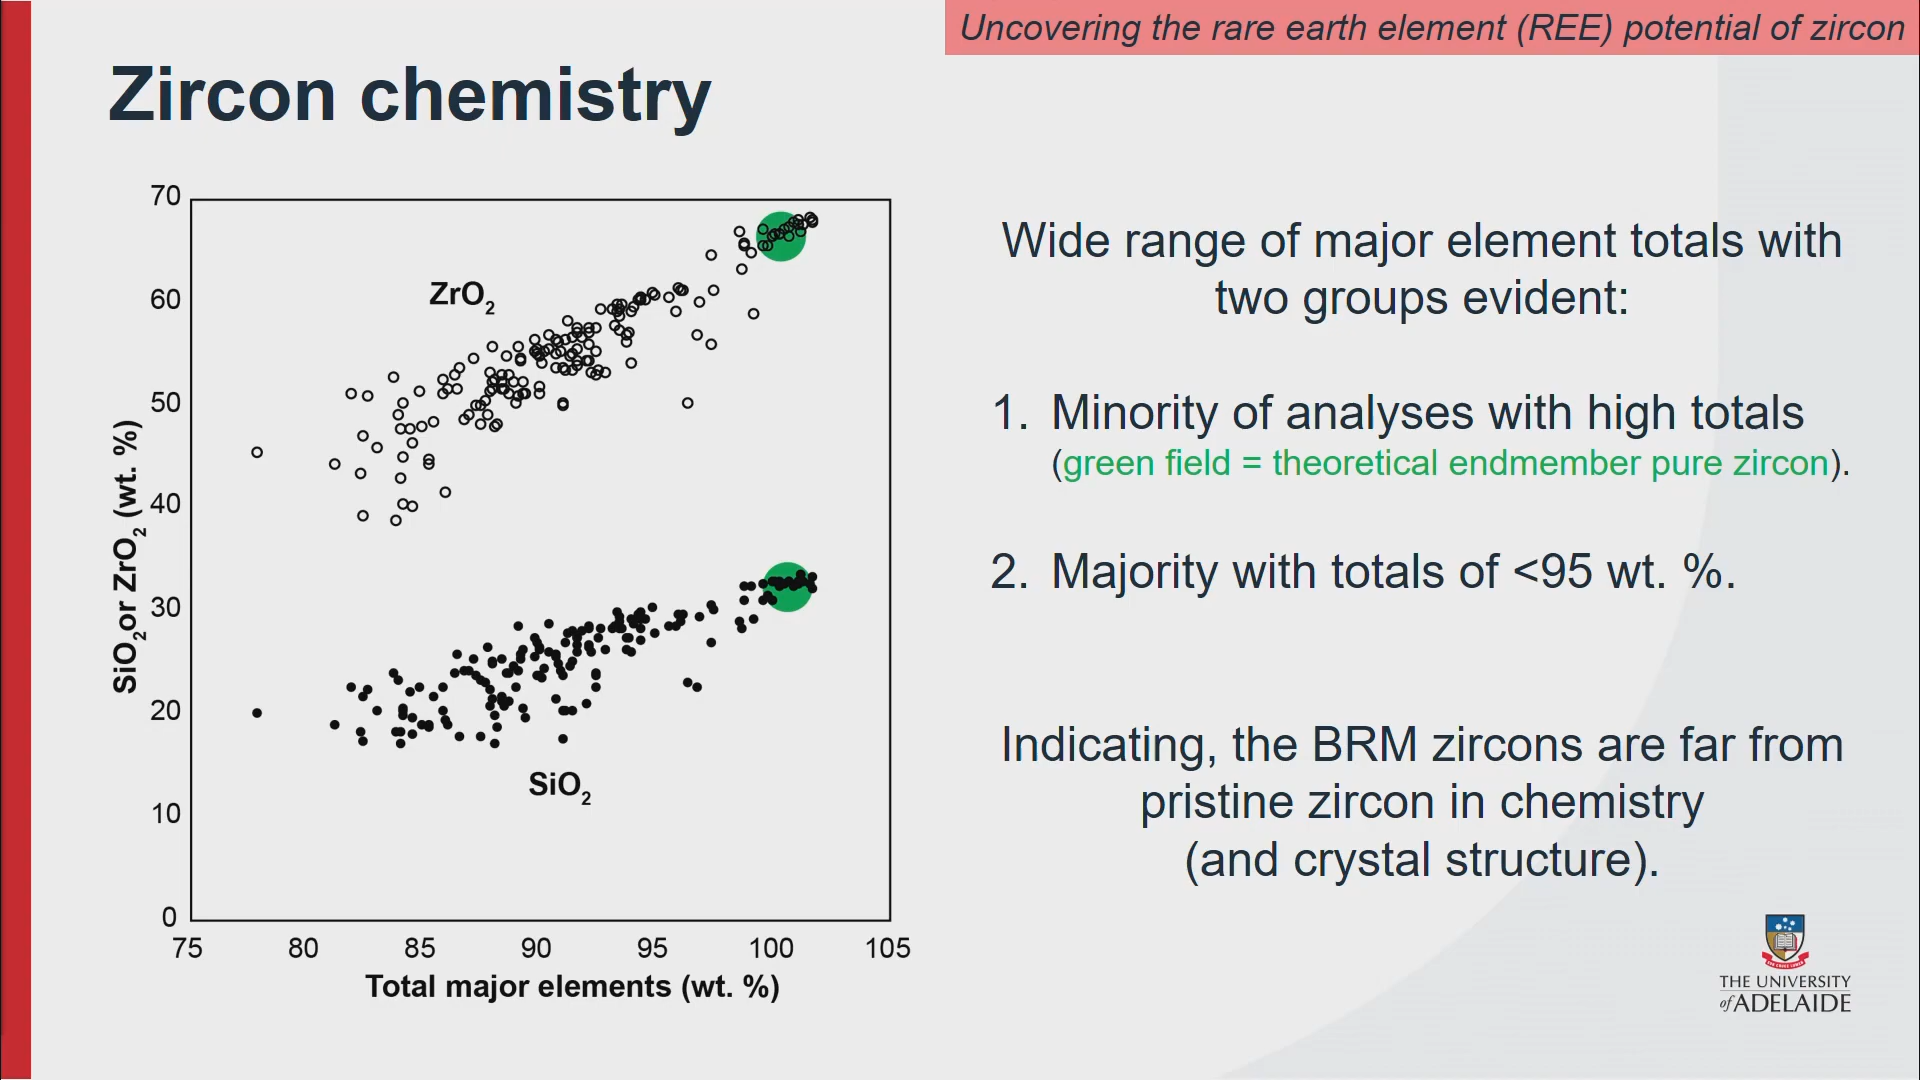 Uncovering the rare earth element (REE) potential of zircon
Zircon chemistry
70
60
50
40
30
20
10
0
75 80 85 90 95 100 105
SiO2 or ZrO2 (wt. %)
Total major elements (wt. %)
ZrO2
SiO2
Wide range of major element totals with
two groups evident:
1. Minority of analyses with high totals
(green field = theoretical endmember pure zircon).
2. Majority with totals of <95 wt. %.
Indicating, the BRM zircons are far from
pristine zircon in chemistry
(and crystal structure).
THE UNIVERSITY
of ADELAIDE